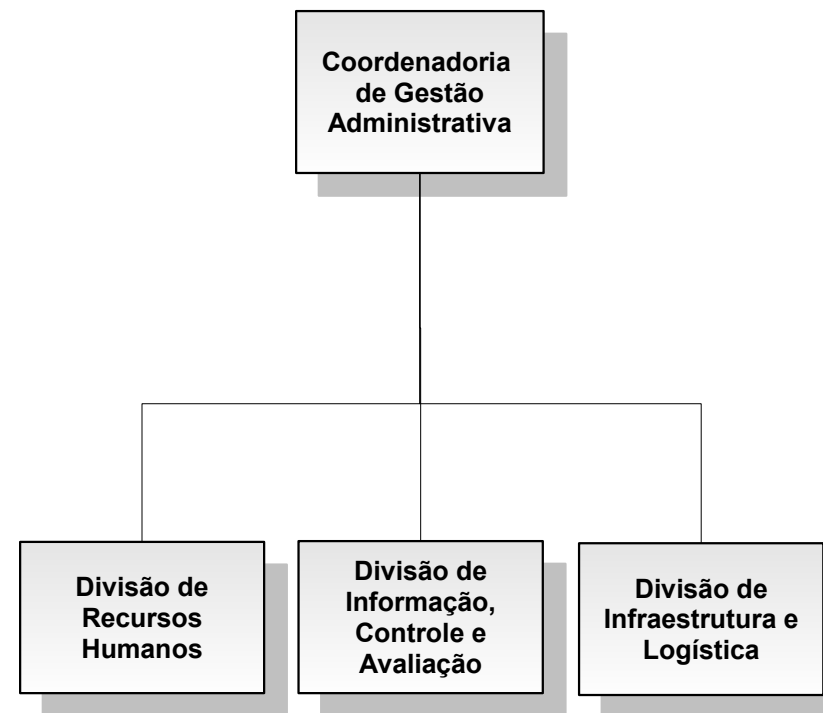 Coordenadoria
de Gestão
Administrativa
Divisão de
Recursos
Humanos
Divisão de
Informação,
Controle e
Avaliação
Divisão de
Infraestrutura e
Logística